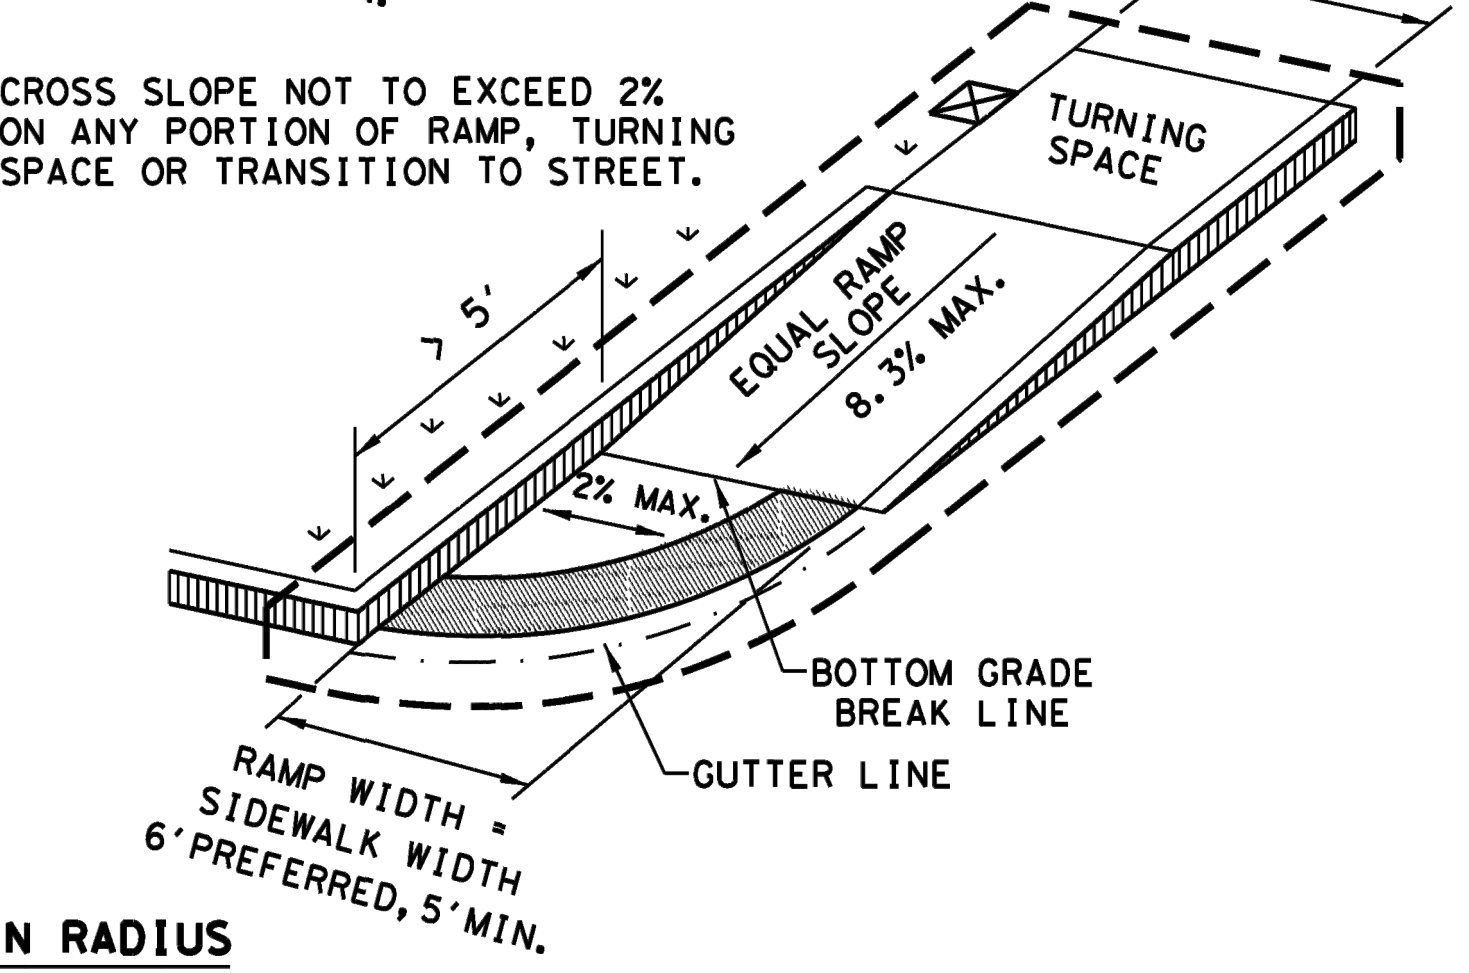 CROSS SLOPE NOT TO EXCEED 2%
ON ANY PORTION OF RAMP, TURNING
SPACE OR TRANSITION TO STREET.
TURNING
SPACE
> 5'
EQUAL RAMP
SLOPE
8.3% MAX.
2% MAX.
BOTTOM GRADE
BREAK LINE
GUTTER LINE
RAMP WIDTH =
SIDEWALK WIDTH
6' PREFERRED, 5' MIN.
N RADIUS